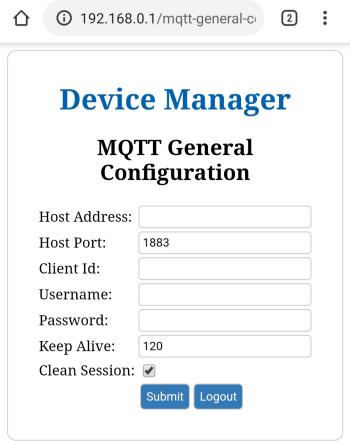 192.168.0.1/mqtt-general-c
2
Device Manager
MQTT General
Configuration
Host Address:
Host Port: 1883
Client Id:
Username:
Password:
Keep Alive: 120
Clean Session:
Submit Logout